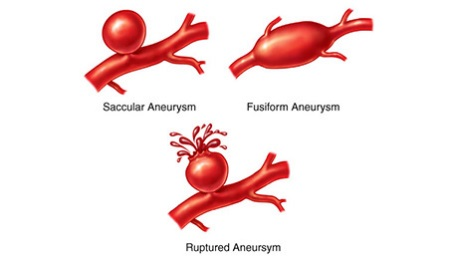 Saccular Aneurysm
Fusiform Aneurysm
Ruptured Aneursym